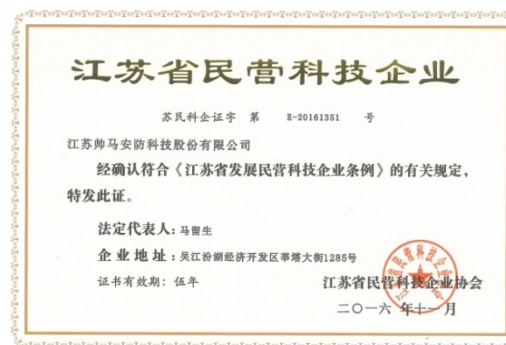 江苏省民营科技企业
苏民科企证字 第 E-20161351 号
江苏帅马安防科技股份有限公司
经确认符合《江苏省发展民营科技企业条例》的有关规定，
特发此证。
法定代表人：马留生
企业地址：吴江汾湖经济开发区莘塔大街1285号
证书有效期：伍年
江苏省民营科技企业协会
二〇一六 年十一 月